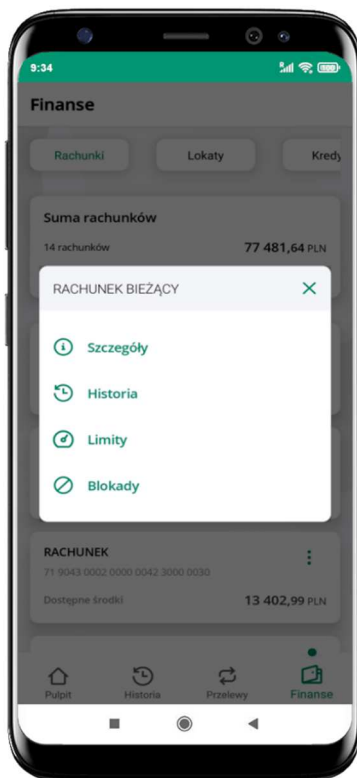 9:34
Finanse
Rachunki Lokaty Kredy
Suma rachunków
14 rachunków 77 481,64 PLN
RACHUNEK BIEŻĄCY
Szczegóły
Historia
Limity
Blokady
RACHUNEK
71 9043 0002 0000 0042 3000 0030
Dostępne środki 13 402,99 PLN
Pulpit Historia Przelewy Finanse